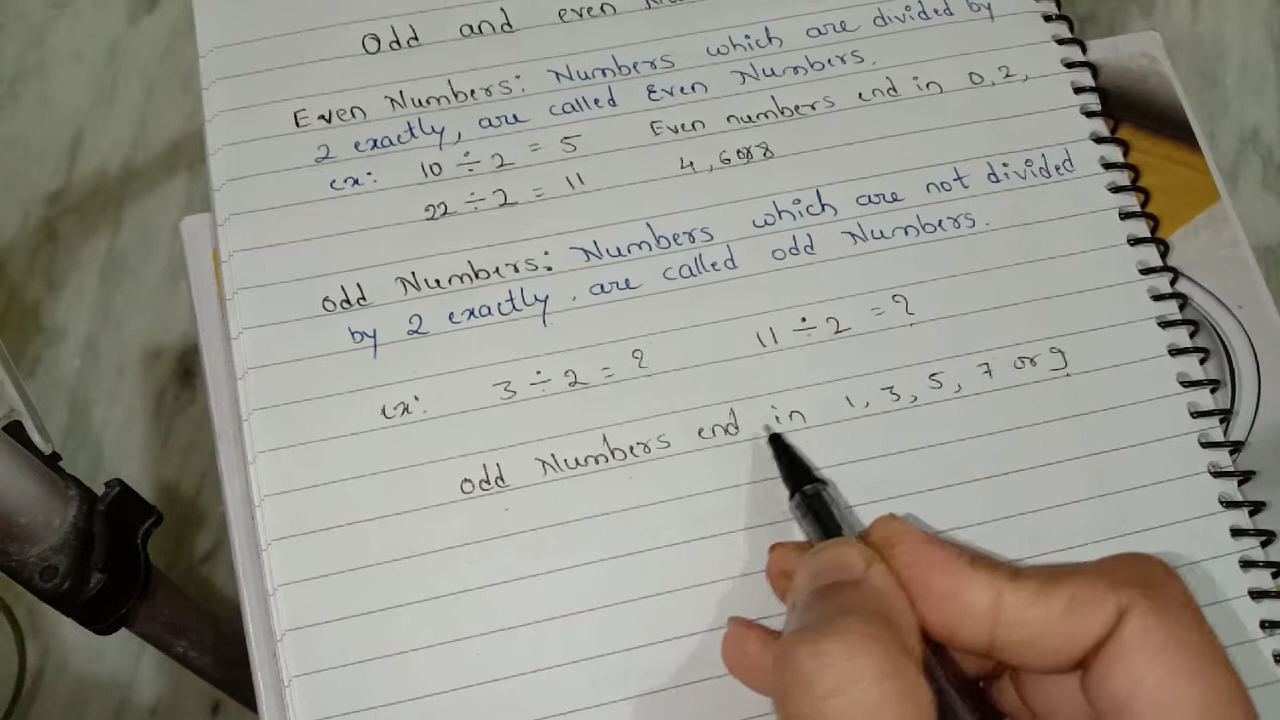 Odd and even
Even Numbers: Numbers which are divided by
2 exactly, are called Even Numbers.
ex: 10 ÷ 2 = 5 Even numbers end in 0, 2,
22 ÷ 2 = 11 4, 6 or 8
odd Numbers: Numbers which are not divided
by 2 exactly, are called odd Numbers.
ex: 3 ÷ 2 = ? 11 ÷ 2 = ?
odd Numbers end in 1, 3, 5, 7 or 9